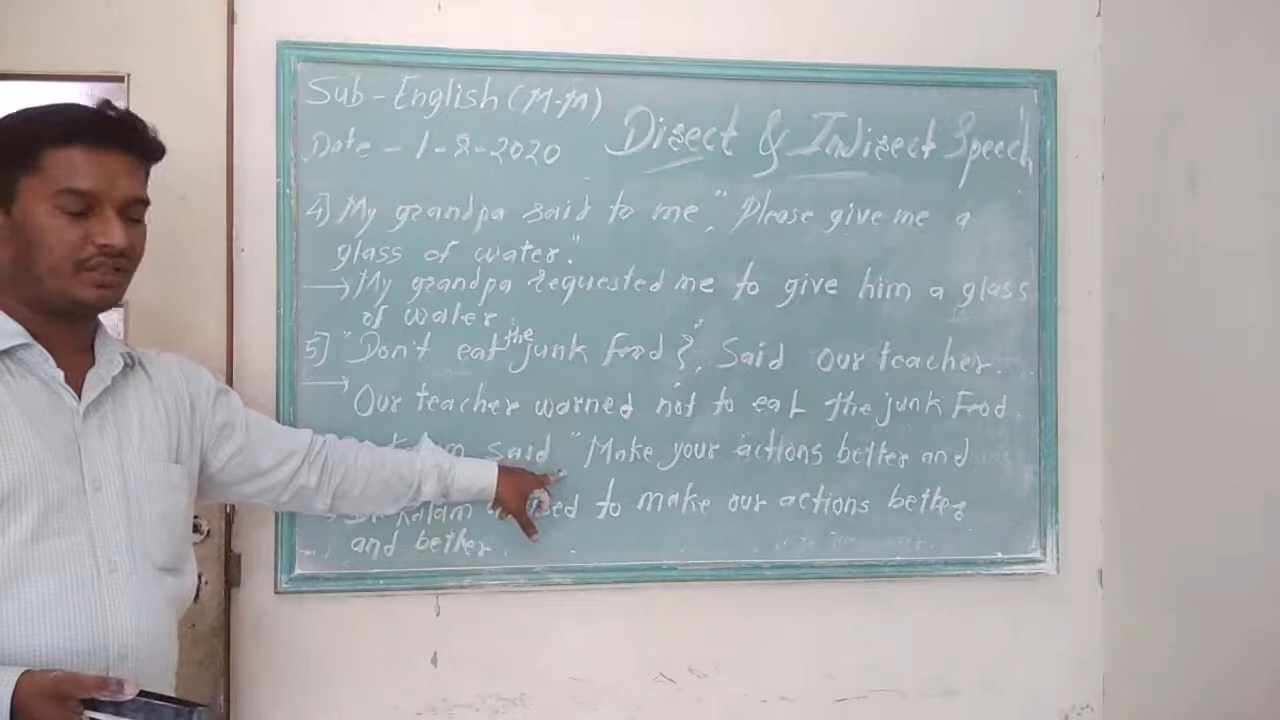 Sub - English (M.M)
Date - 1-8-2020
Direct & Indirect Speech
4] My grandpa said to me, "Please give me a
glass of water."
→ My grandpa requested me to give him a glass
of water.
5] "Don't eat the junk food", Said our teacher.
→ Our teacher warned not to eat the junk food.
said "Make your actions better and
Kalam to make our actions better
and better.